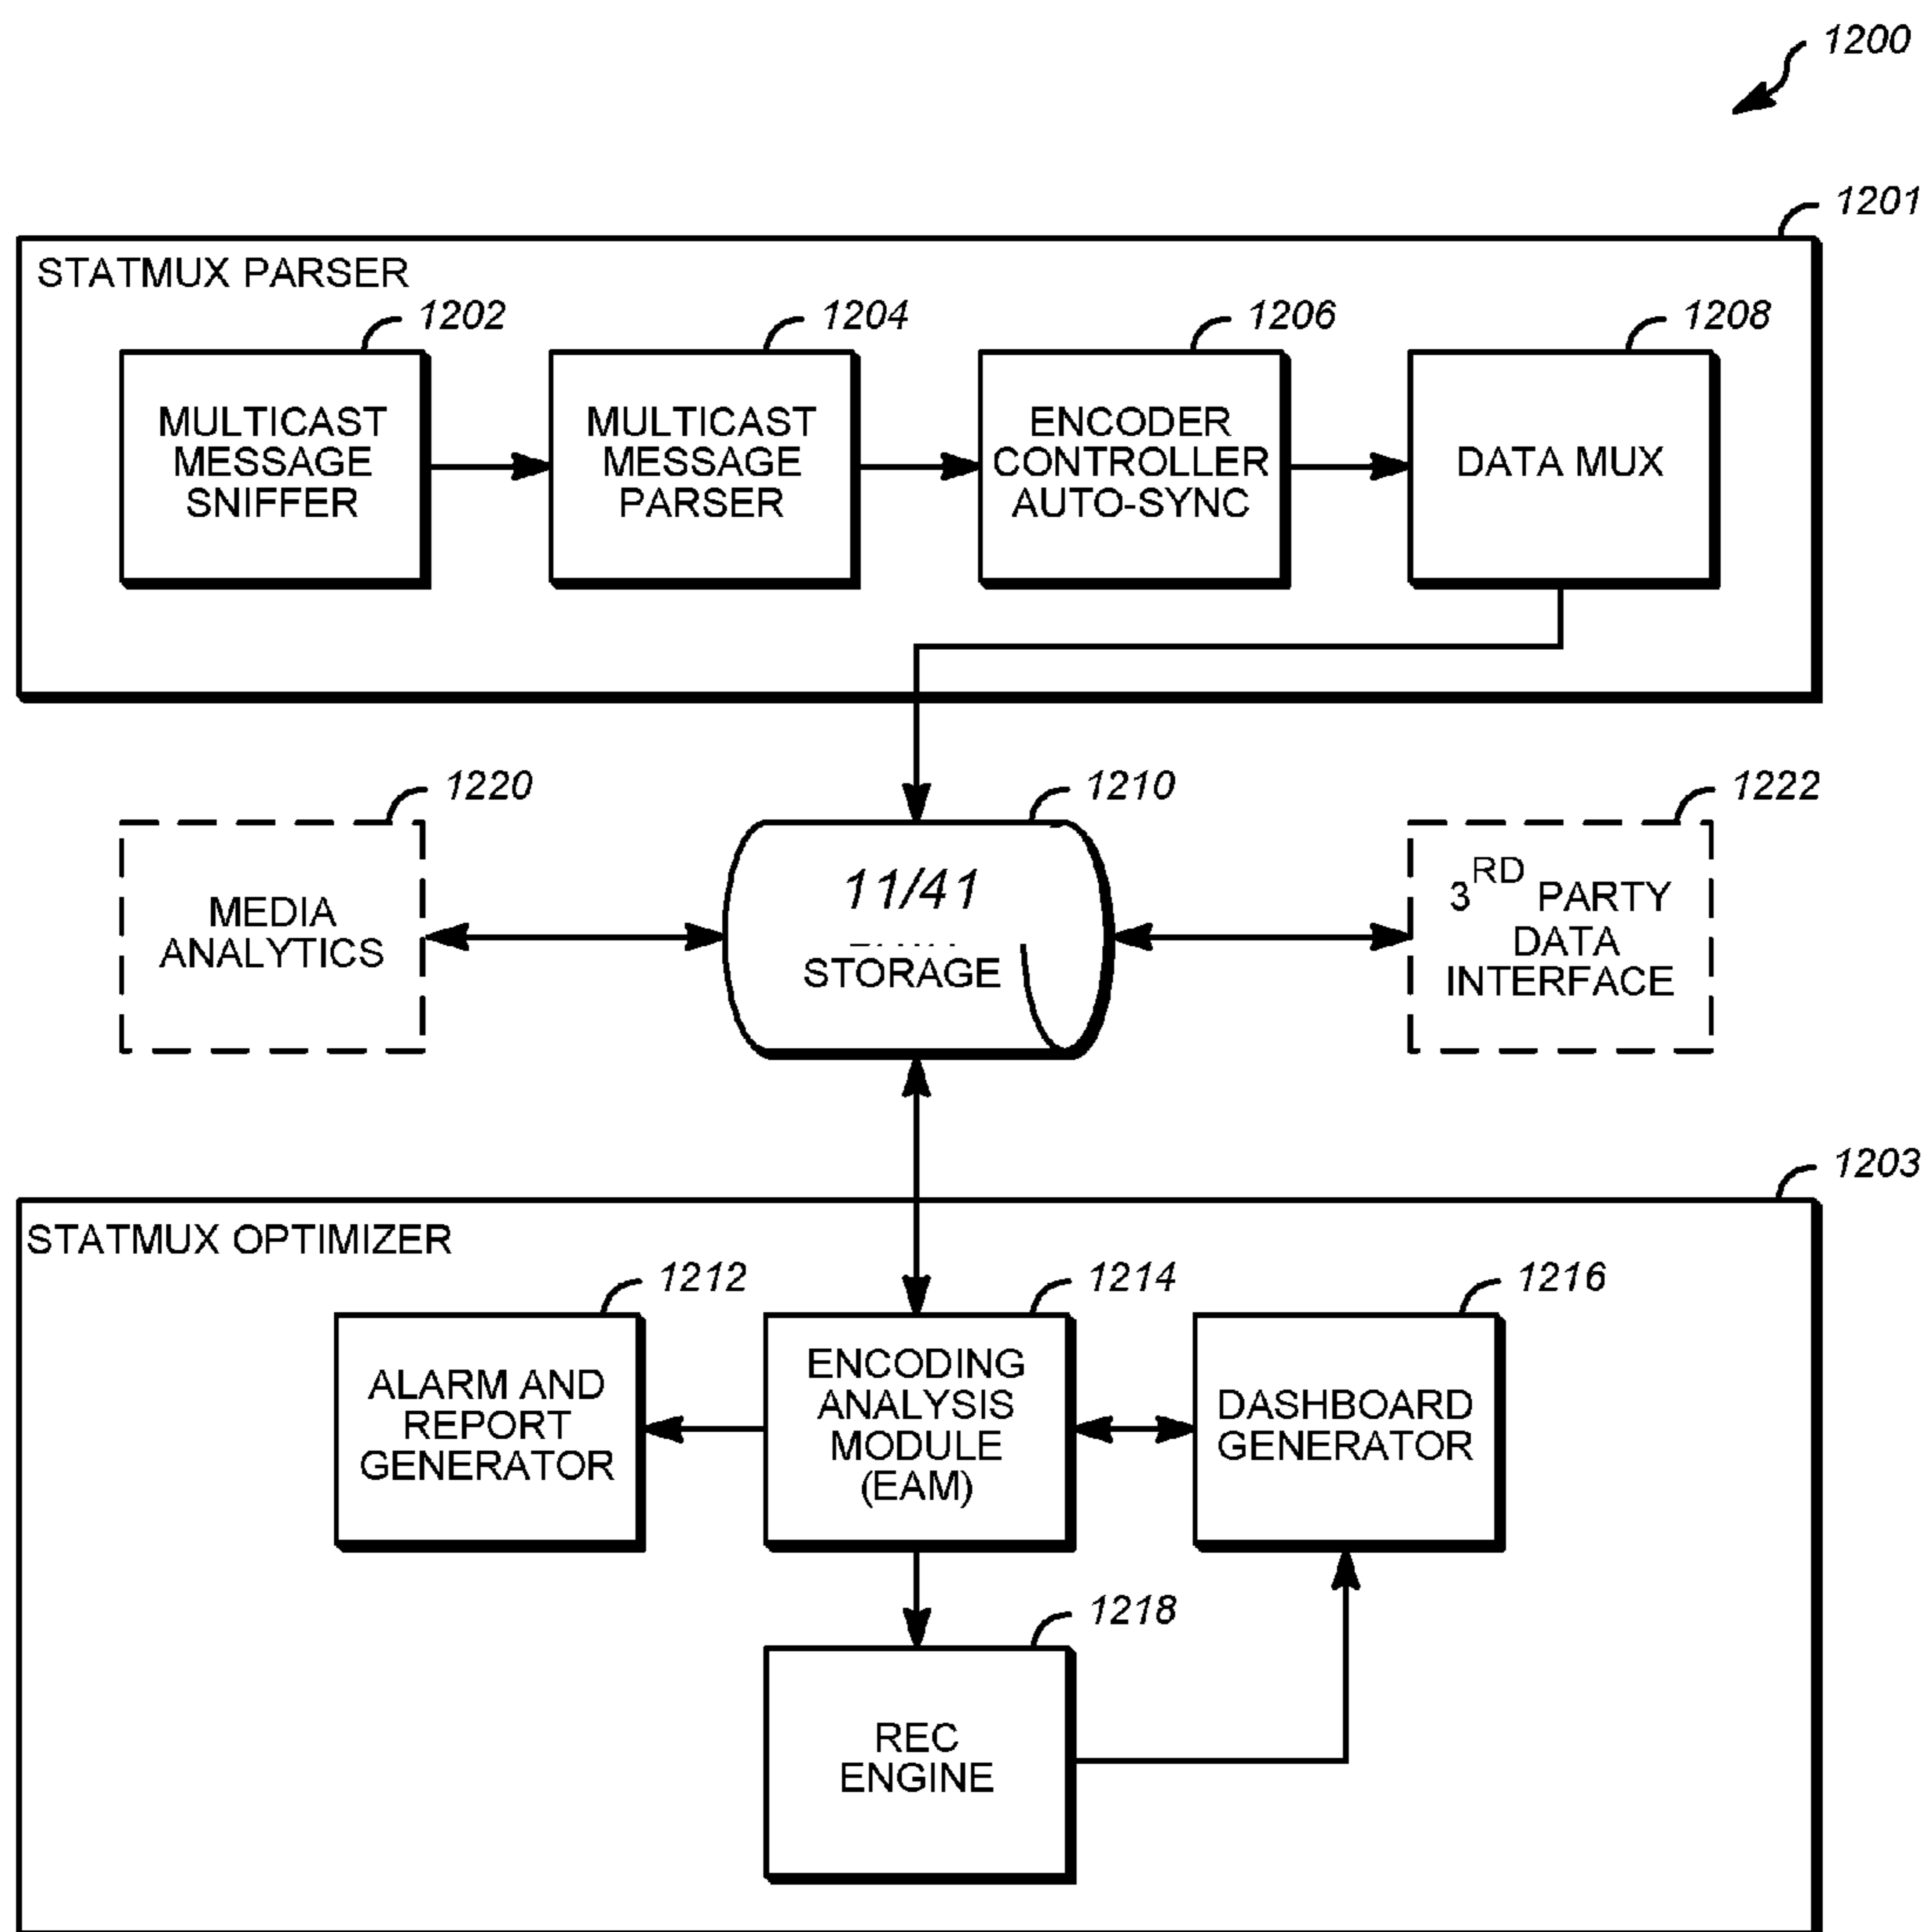 1200
1201
STATMUX PARSER
1202
1204
1206
1208
MULTICAST
MESSAGE
SNIFFER
MULTICAST
MESSAGE
PARSER
ENCODER
CONTROLLER
AUTO-SYNC
DATA MUX
1220
1210
1222
MEDIA
ANALYTICS
11/41
STORAGE
3RD PARTY
DATA
INTERFACE
1203
STATMUX OPTIMIZER
1212
1214
1216
ALARM AND
REPORT
GENERATOR
ENCODING
ANALYSIS
MODULE
(EAM)
DASHBOARD
GENERATOR
1218
REC
ENGINE